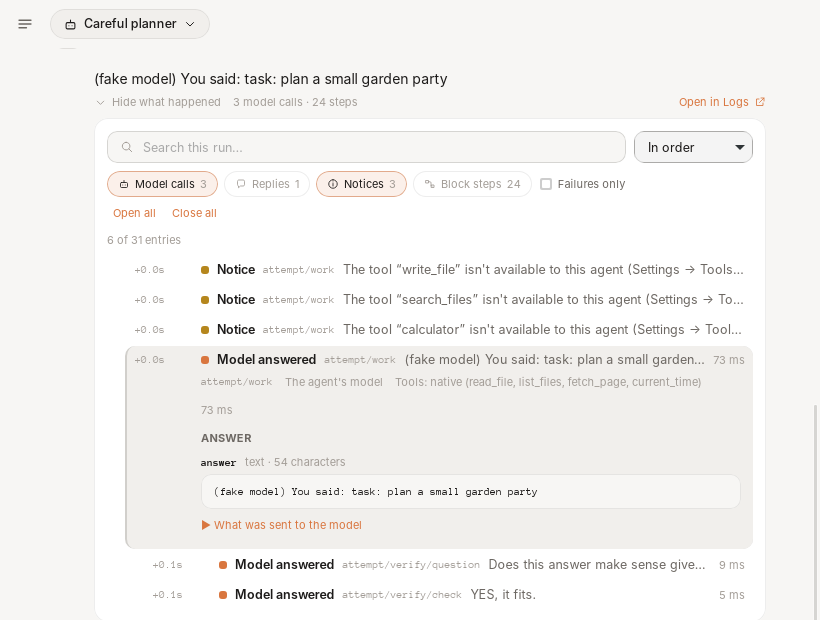 Careful planner
(fake model) You said: task: plan a small garden party
Hide what happened 3 model calls · 24 steps Open in Logs
Search this run... In order
Model calls 3 Replies 1 Notices 3 Block steps 24 Failures only
Open all Close all
6 of 31 entries
+0.0s Notice attempt/work The tool “write_file” isn't available to this agent (Settings → Tools...
+0.0s Notice attempt/work The tool “search_files” isn't available to this agent (Settings → To...
+0.0s Notice attempt/work The tool “calculator” isn't available to this agent (Settings → Tool...
+0.0s Model answered attempt/work (fake model) You said: task: plan a small garden... 73 ms
attempt/work The agent's model Tools: native (read_file, list_files, fetch_page, current_time)
73 ms
ANSWER
answer text · 54 characters
(fake model) You said: task: plan a small garden party
What was sent to the model
+0.1s Model answered attempt/verify/question Does this answer make sense give... 9 ms
+0.1s Model answered attempt/verify/check YES, it fits. 5 ms